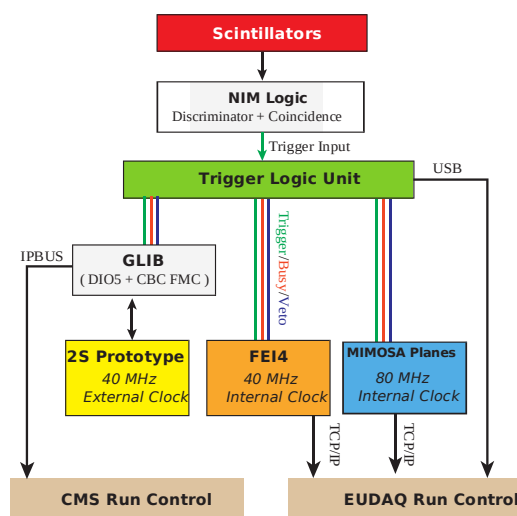 Scintillators
NIM Logic
Discriminator + Coincidence
Trigger Input
Trigger Logic Unit
USB
IPBUS
GLIB
( DIO5 + CBC FMC )
Trigger/Busy/Veto
2S Prototype
40 MHz
External Clock
FEI4
40 MHz
Internal Clock
MIMOSA Planes
80 MHz
Internal Clock
TCP/IP
TCP/IP
CMS Run Control
EUDAQ Run Control